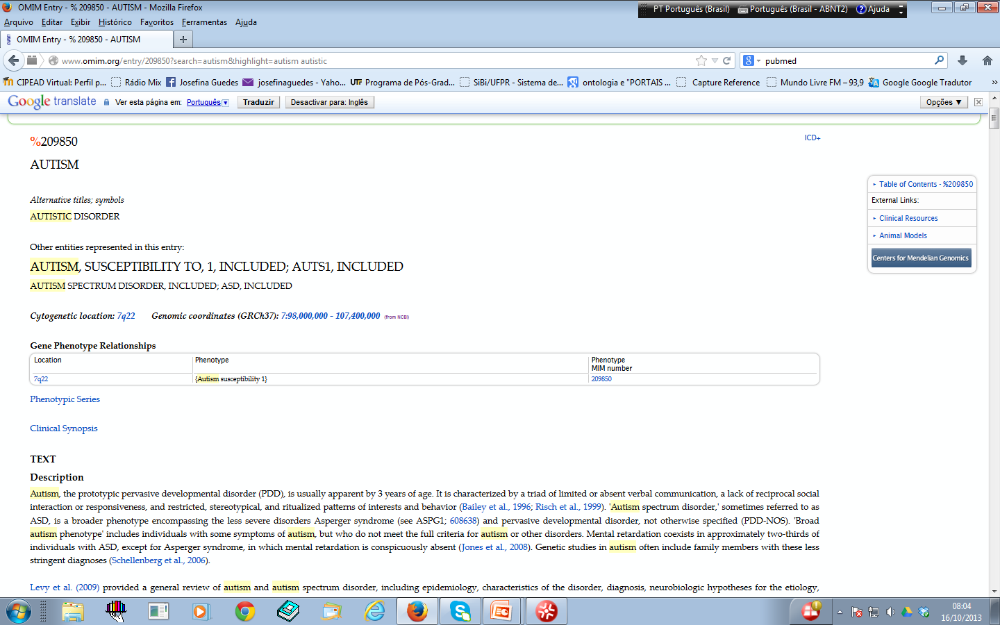 OMIM Entry - % 209850 - AUTISM - Mozilla Firefox
PT Português (Brasil) Português (Brasil - ABNT2) Ajuda
Arquivo Editar Exibir Histórico Favoritos Ferramentas Ajuda
OMIM Entry - % 209850 - AUTISM
www.omim.org/entry/209850?search=autism&highlight=autism autistic
pubmed
CIPEAD Virtual: Perfil p... Rádio Mix Josefina Guedes josefinaguedes - Yaho... Programa de Pós-Grad... SiBi/UFPR - Sistema de... ontologia e "PORTAIS ... Capture Reference Mundo Livre FM – 93,9 Google Google Tradutor »
Google translate Ver esta página em: Português Traduzir Desactivar para: Inglês Opções ▼
%209850
ICD+
AUTISM
Alternative titles; symbols
AUTISTIC DISORDER
Other entities represented in this entry:
AUTISM, SUSCEPTIBILITY TO, 1, INCLUDED; AUTS1, INCLUDED
AUTISM SPECTRUM DISORDER, INCLUDED; ASD, INCLUDED
Cytogenetic location: 7q22 Genomic coordinates (GRCh37): 7:98,000,000 - 107,400,000 (from NCBI)
Table of Contents - %209850
External Links:
Clinical Resources
Animal Models
Centers for Mendelian Genomics
Gene Phenotype Relationships
Location Phenotype Phenotype
MIM number
7q22 {Autism susceptibility 1} 209850
Phenotypic Series
Clinical Synopsis
TEXT
Description
Autism, the prototypic pervasive developmental disorder (PDD), is usually apparent by 3 years of age. It is characterized by a triad of limited or absent verbal communication, a lack of reciprocal social
interaction or responsiveness, and restricted, stereotypical, and ritualized patterns of interests and behavior (Bailey et al., 1996; Risch et al., 1999). 'Autism spectrum disorder,' sometimes referred to as
ASD, is a broader phenotype encompassing the less severe disorders Asperger syndrome (see ASPG1; 608638) and pervasive developmental disorder, not otherwise specified (PDD-NOS). 'Broad
autism phenotype' includes individuals with some symptoms of autism, but who do not meet the full criteria for autism or other disorders. Mental retardation coexists in approximately two-thirds of
individuals with ASD, except for Asperger syndrome, in which mental retardation is conspicuously absent (Jones et al., 2008). Genetic studies in autism often include family members with these less
stringent diagnoses (Schellenberg et al., 2006).
Levy et al. (2009) provided a general review of autism and autism spectrum disorder, including epidemiology, characteristics of the disorder, diagnosis, neurobiologic hypotheses for the etiology,
08:04
16/10/2013